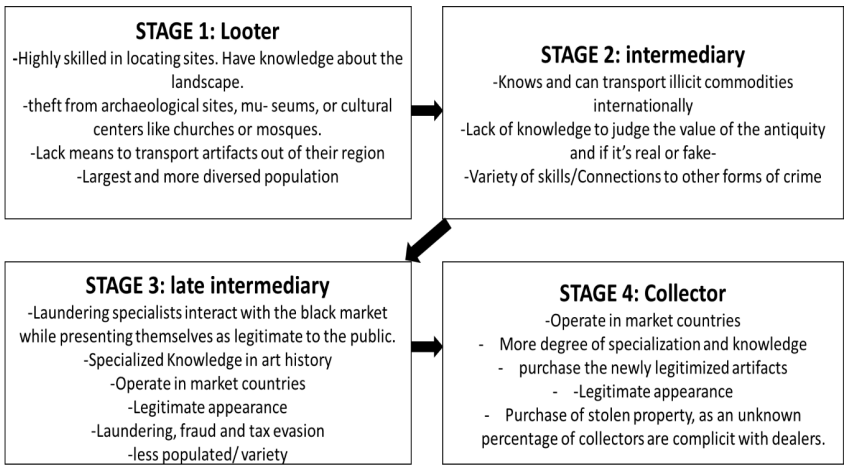 STAGE 1: Looter
-Highly skilled in locating sites. Have knowledge about the
landscape.
-theft from archaeological sites, mu- seums, or cultural
centers like churches or mosques.
-Lack means to transport artifacts out of their region
-Largest and more diversed population
STAGE 2: intermediary
-Knows and can transport illicit commodities
internationally
-Lack of knowledge to judge the value of the antiquity
and if it's real or fake-
-Variety of skills/Connections to other forms of crime
STAGE 3: late intermediary
-Laundering specialists interact with the black market
while presenting themselves as legitimate to the public.
-Specialized Knowledge in art history
-Operate in market countries
-Legitimate appearance
-Laundering, fraud and tax evasion
-less populated/ variety
STAGE 4: Collector
-Operate in market countries
- More degree of specialization and knowledge
- purchase the newly legitimized artifacts
- -Legitimate appearance
- Purchase of stolen property, as an unknown
percentage of collectors are complicit with dealers.